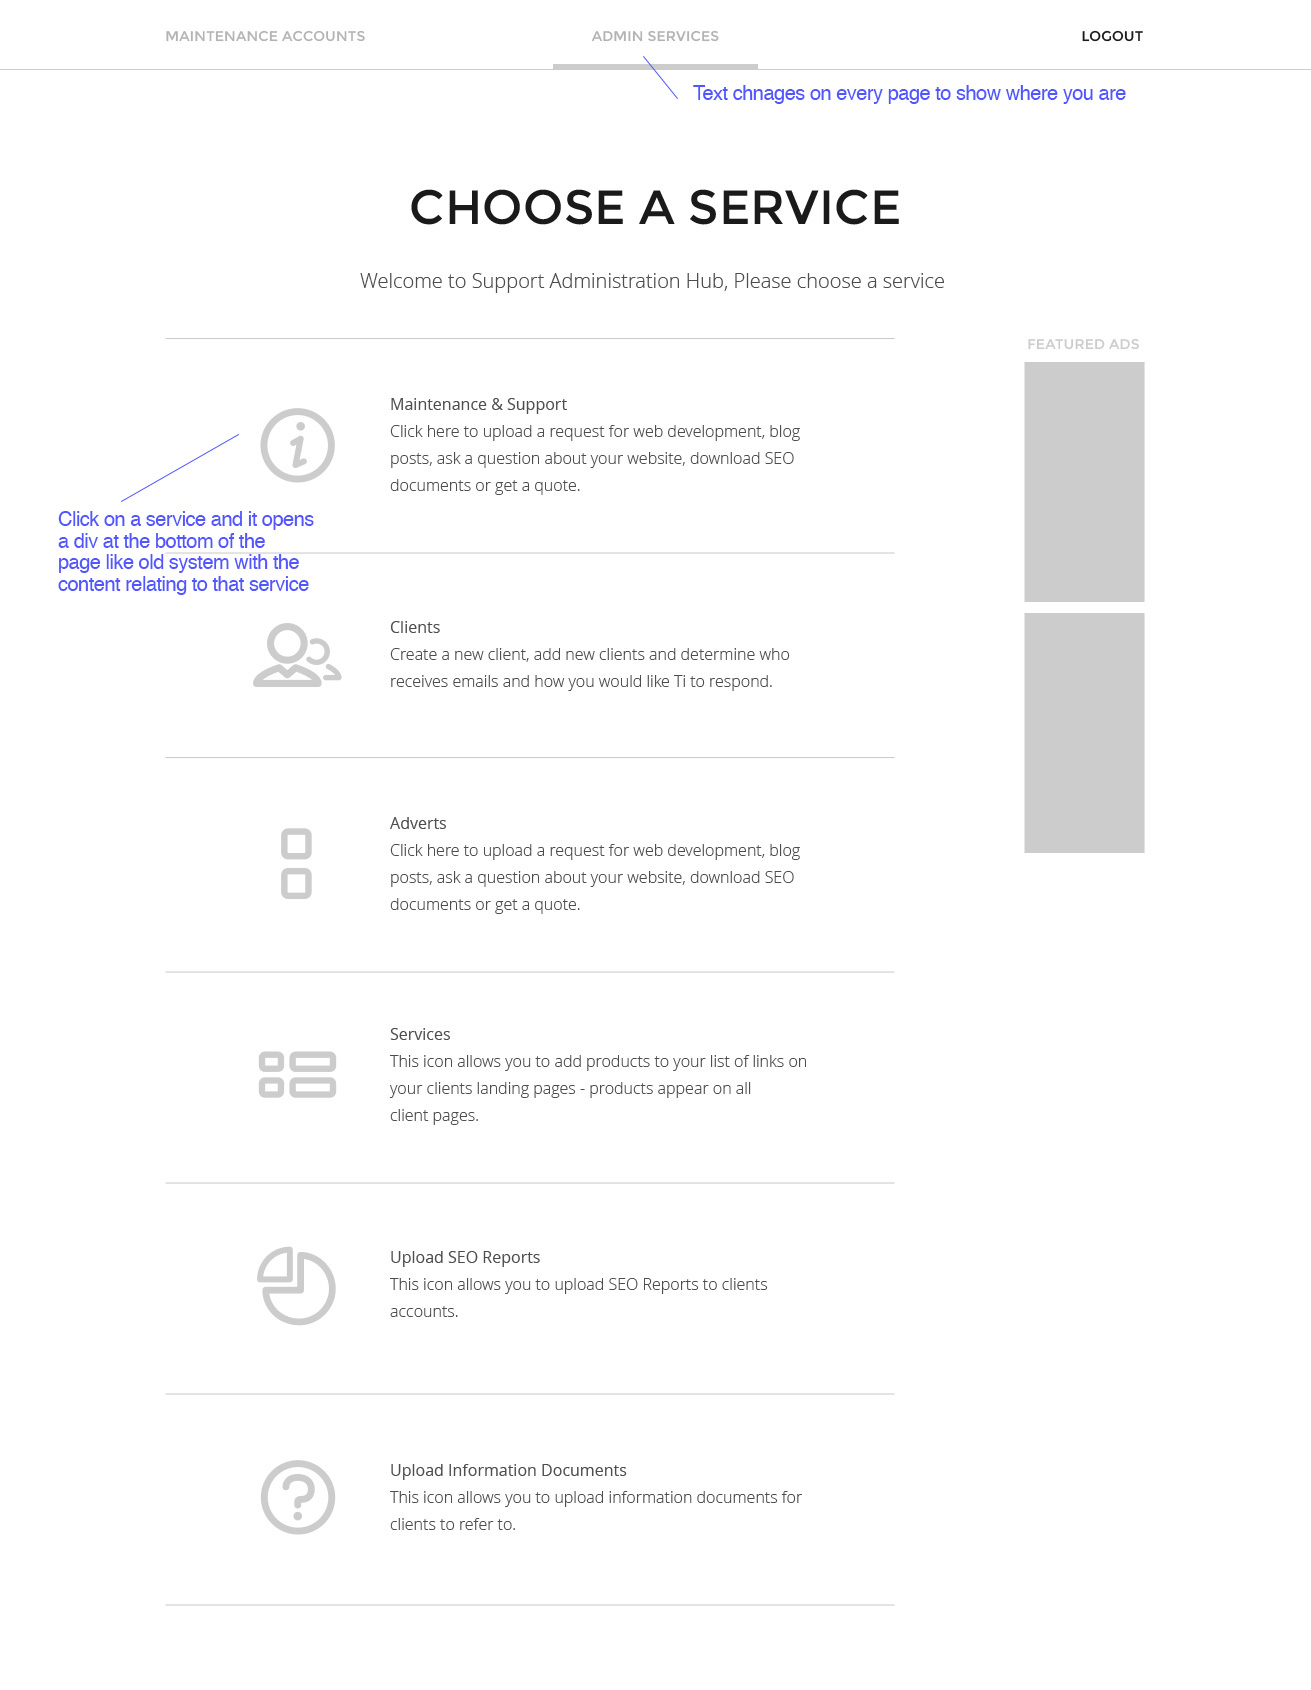 MAINTENANCE ACCOUNTS
ADMIN SERVICES
LOGOUT
Text chnages on every page to show where you are
CHOOSE A SERVICE
Welcome to Support Administration Hub, Please choose a service
FEATURED ADS
Maintenance & Support
Click here to upload a request for web development, blog
posts, ask a question about your website, download SEO
documents or get a quote.
Click on a service and it opens
a div at the bottom of the
page like old system with the
content relating to that service
Clients
Create a new client, add new clients and determine who
receives emails and how you would like Ti to respond.
Adverts
Click here to upload a request for web development, blog
posts, ask a question about your website, download SEO
documents or get a quote.
Services
This icon allows you to add products to your list of links on
your clients landing pages - products appear on all
client pages.
Upload SEO Reports
This icon allows you to upload SEO Reports to clients
accounts.
Upload Information Documents
This icon allows you to upload information documents for
clients to refer to.